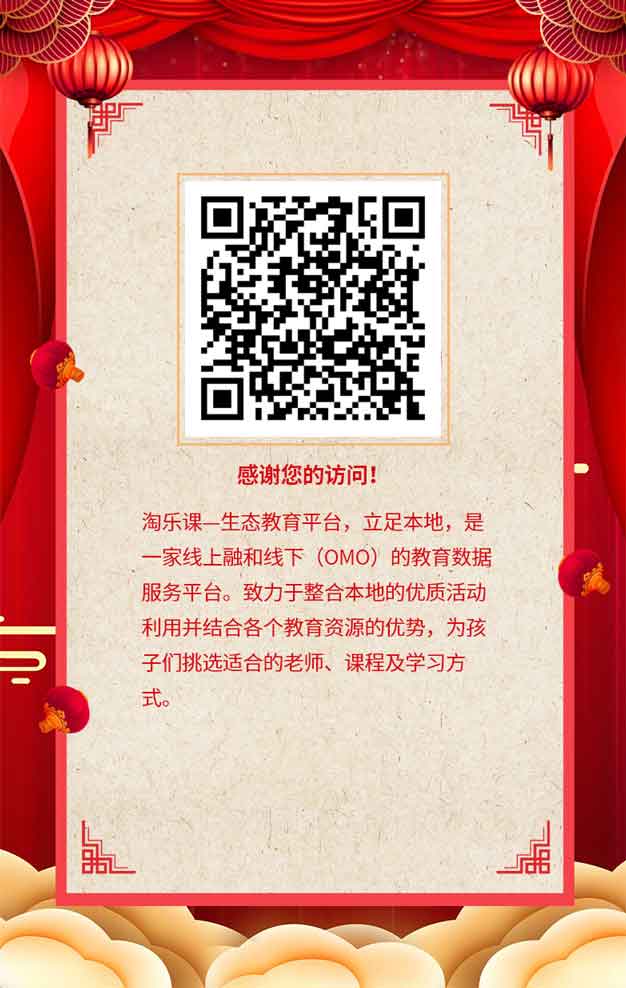 感谢您的访问！
淘乐课—生态教育平台，立足本地，是
一家线上融和线下（OMO）的教育数据
服务平台。致力于整合本地的优质活动
利用并结合各个教育资源的优势，为孩
子们挑选适合的老师、课程及学习方
式。